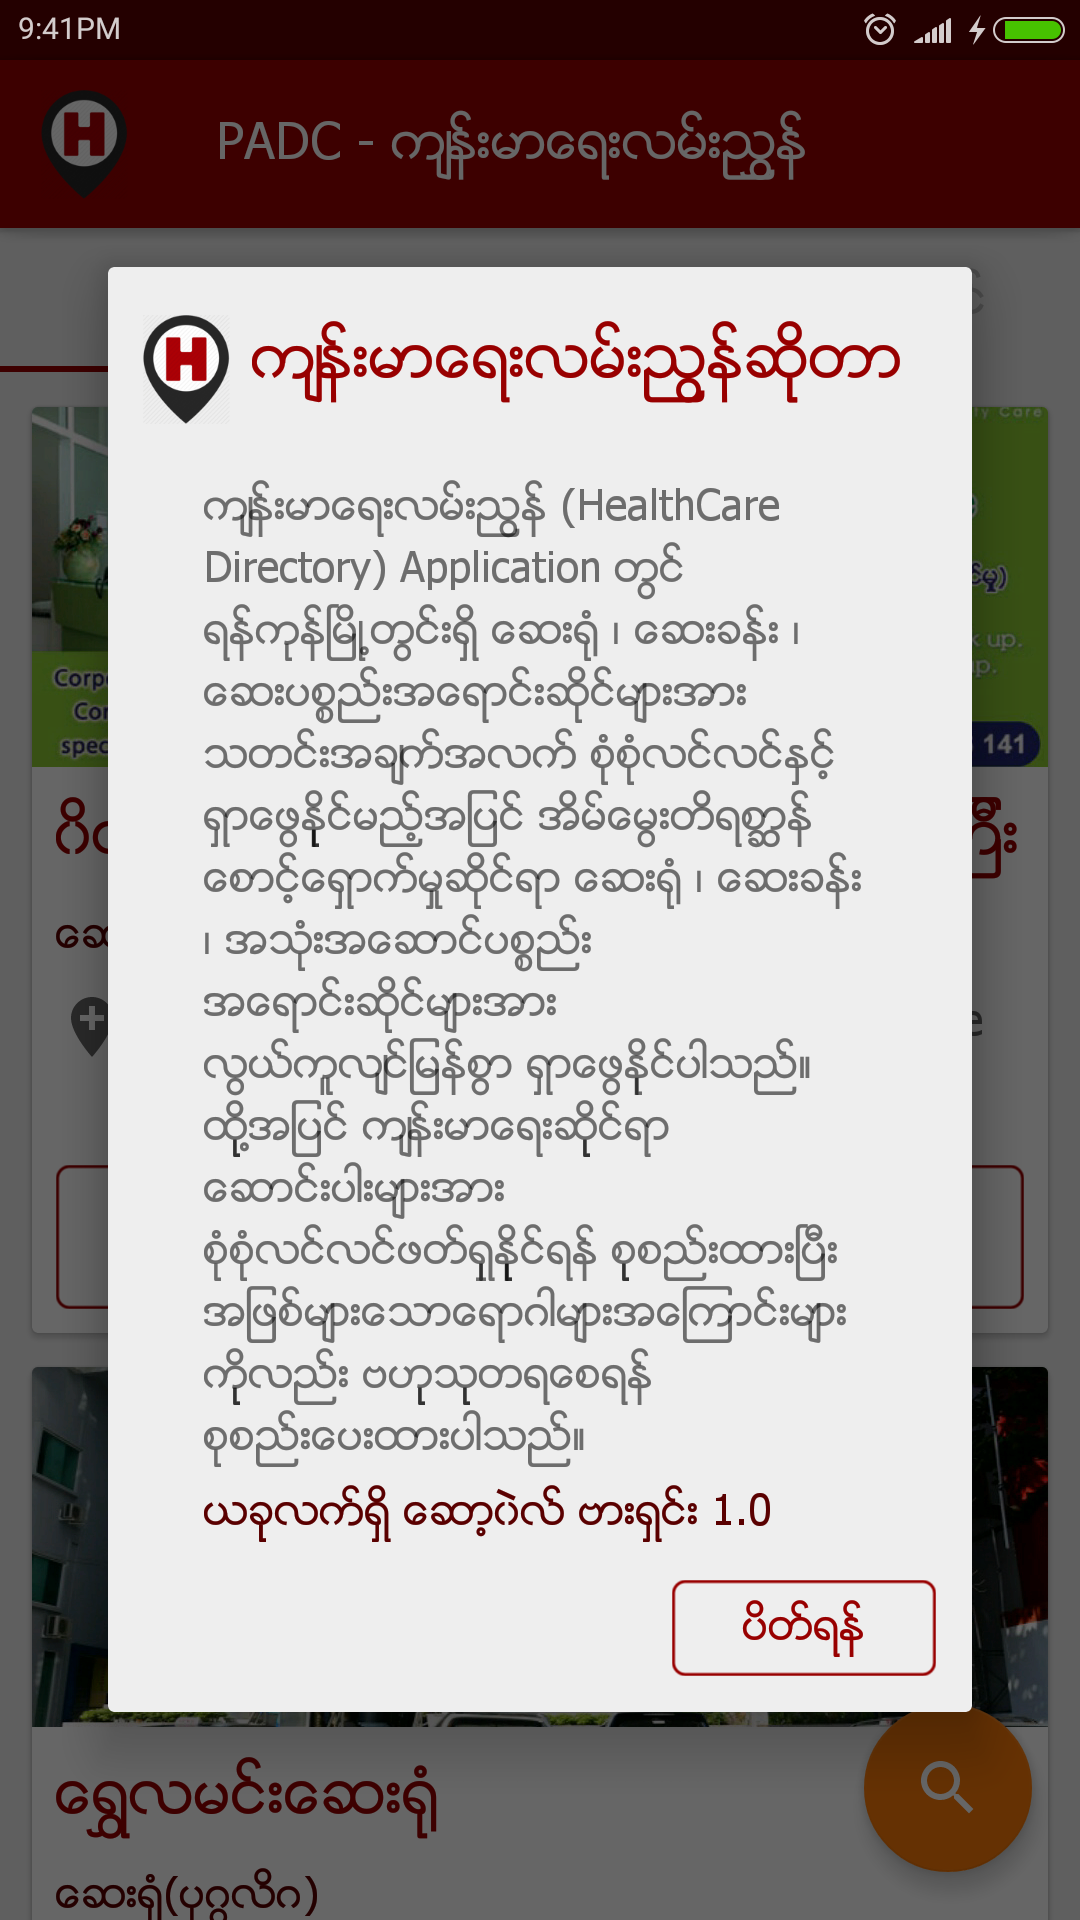 9:41PM
H
PADC - ကျန်းမာရေးလမ်းညွှန်
H ကျန်းမာရေးလမ်းညွှန်ဆိုတာ
ty Care
ကျန်းမာရေးလမ်းညွှန် (HealthCare
Directory) Application တွင်
ရန်ကုန်မြို့တွင်းရှိ ဆေးရုံ ၊ ဆေးခန်း ၊
ဆေးပစ္စည်းအရောင်းဆိုင်များအား
သတင်းအချက်အလက် စုံစုံလင်လင်နှင့်
ရှာဖွေနိုင်မည့်အပြင် အိမ်မွေးတိရစ္ဆာန်
စောင့်ရှောက်မှုဆိုင်ရာ ဆေးရုံ ၊ ဆေးခန်း
၊ အသုံးအဆောင်ပစ္စည်း
အရောင်းဆိုင်များအား
လွယ်ကူလျင်မြန်စွာ ရှာဖွေနိုင်ပါသည်။
ထို့အပြင် ကျန်းမာရေးဆိုင်ရာ
ဆောင်းပါးများအား
စုံစုံလင်လင်ဖတ်ရှုနိုင်ရန် စုစည်းထားပြီး
အဖြစ်များသောရောဂါများအကြောင်းများ
ကိုလည်း ဗဟုသုတရစေရန်
စုစည်းပေးထားပါသည်။
ယခုလက်ရှိ ဆော့ဝဲလ် ဗားရှင်း 1.0
ပိတ်ရန်
k up.
141
ရွှေလမင်းဆေးရုံ
ဆေးရုံ(ပုဂ္ဂလိဂ)